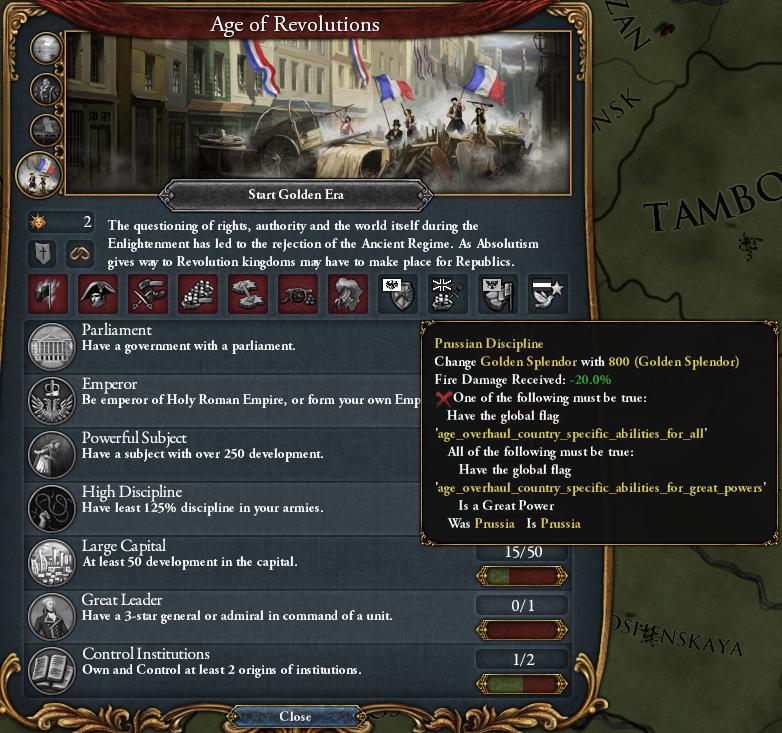 Age of Revolutions
Start Golden Era
2
The questioning of rights, authority and the world itself during the
Enlightenment has led to the rejection of the Ancient Regime. As Absolutism
gives way to Revolution kingdoms may have to make place for Republics.
Parliament
Have a government with a parliament.
Emperor
Be emperor of Holy Roman Empire, or form your own Emp
Powerful Subject
Have a subject with over 250 development.
High Discipline
Have least 125% discipline in your armies.
Large Capital
At least 50 development in the capital.
15/50
Great Leader
Have a 3-star general or admiral in command of a unit.
0/1
Control Institutions
Own and Control at least 2 origins of institutions.
1/2
Close
Prussian Discipline
Change Golden Splendor with 800 (Golden Splendor)
Fire Damage Received: -20.0%
One of the following must be true:
Have the global flag
'age_overhaul_country_specific_abilities_for_all'
All of the following must be true:
Have the global flag
'age_overhaul_country_specific_abilities_for_great_powers'
Is a Great Power
Was Prussia Is Prussia
ZAN
NSK
TAMBO
OSHENSKAYA